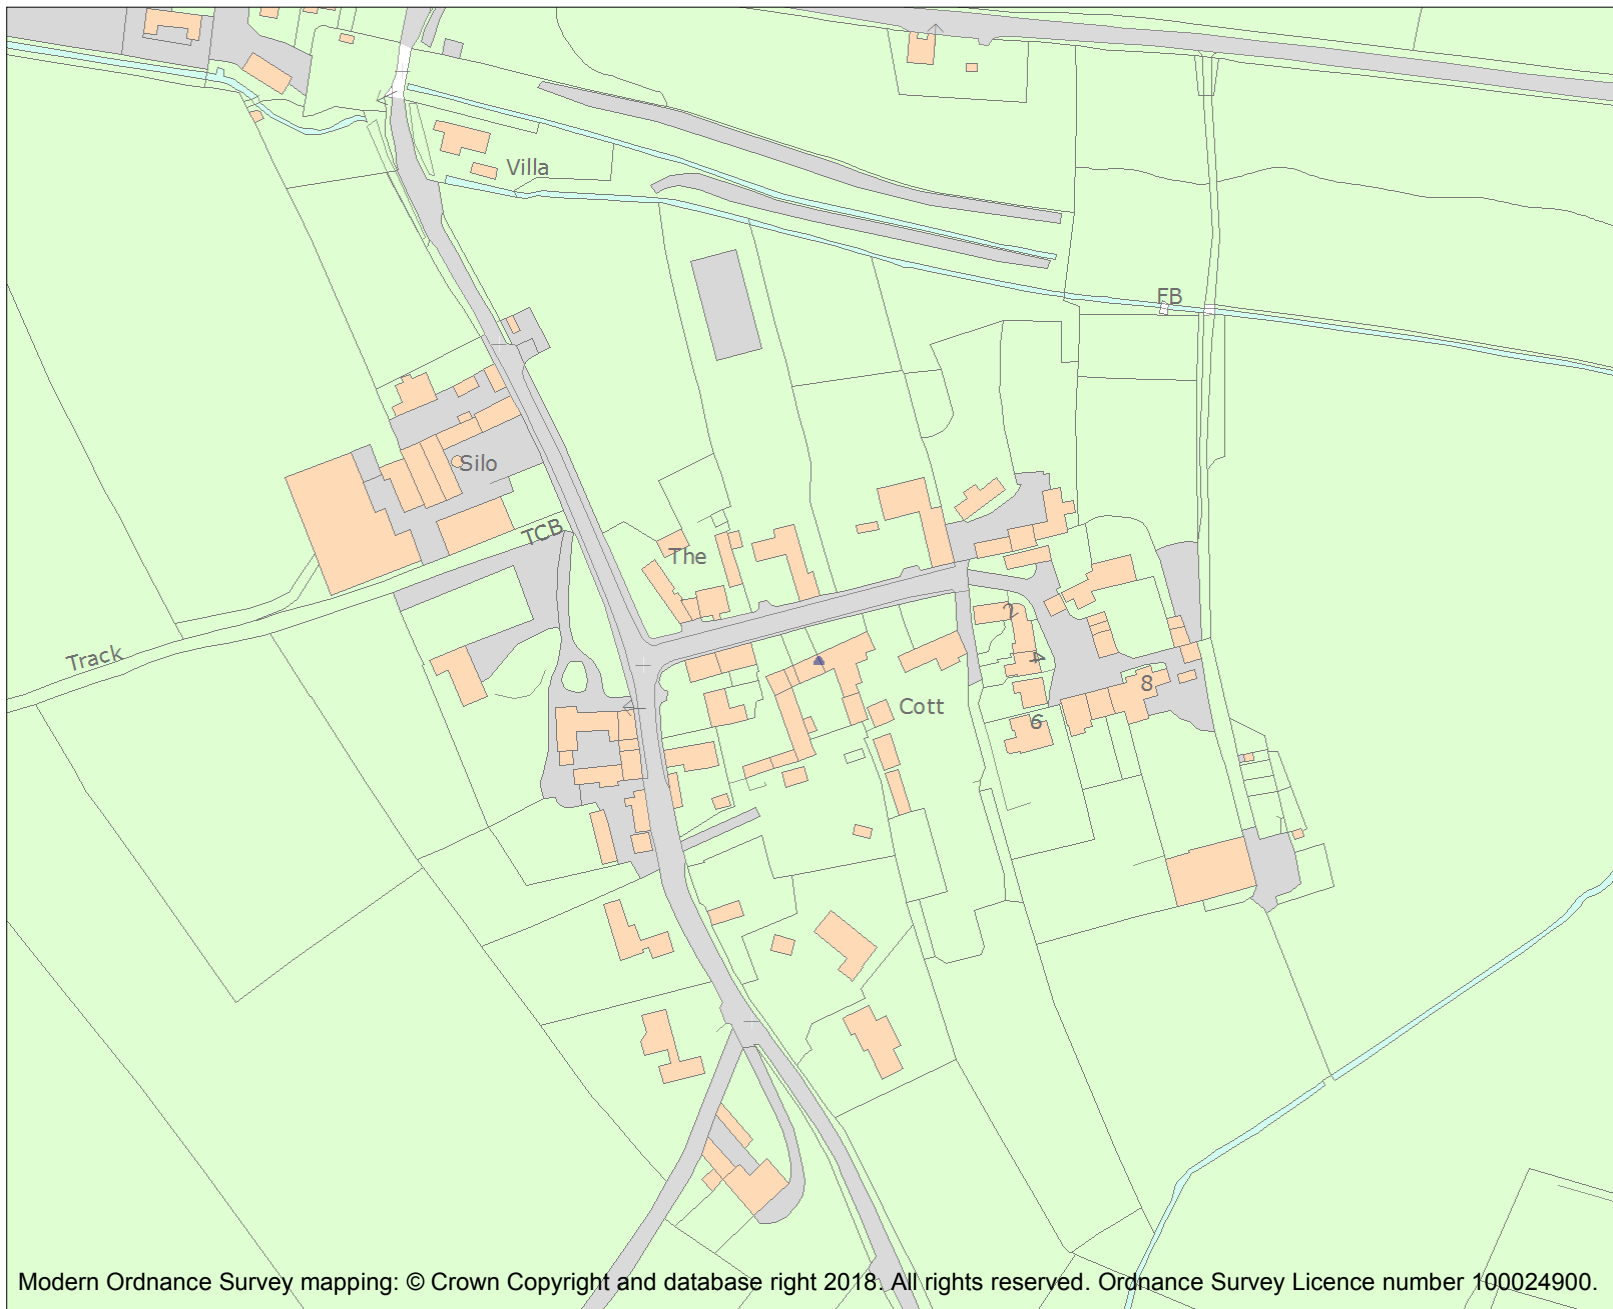 Villa
FB
Silo
TCB
The
Track
2
4
8
Cott
6
Modern Ordnance Survey mapping: © Crown Copyright and database right 2018. All rights reserved. Ordnance Survey Licence number 100024900.